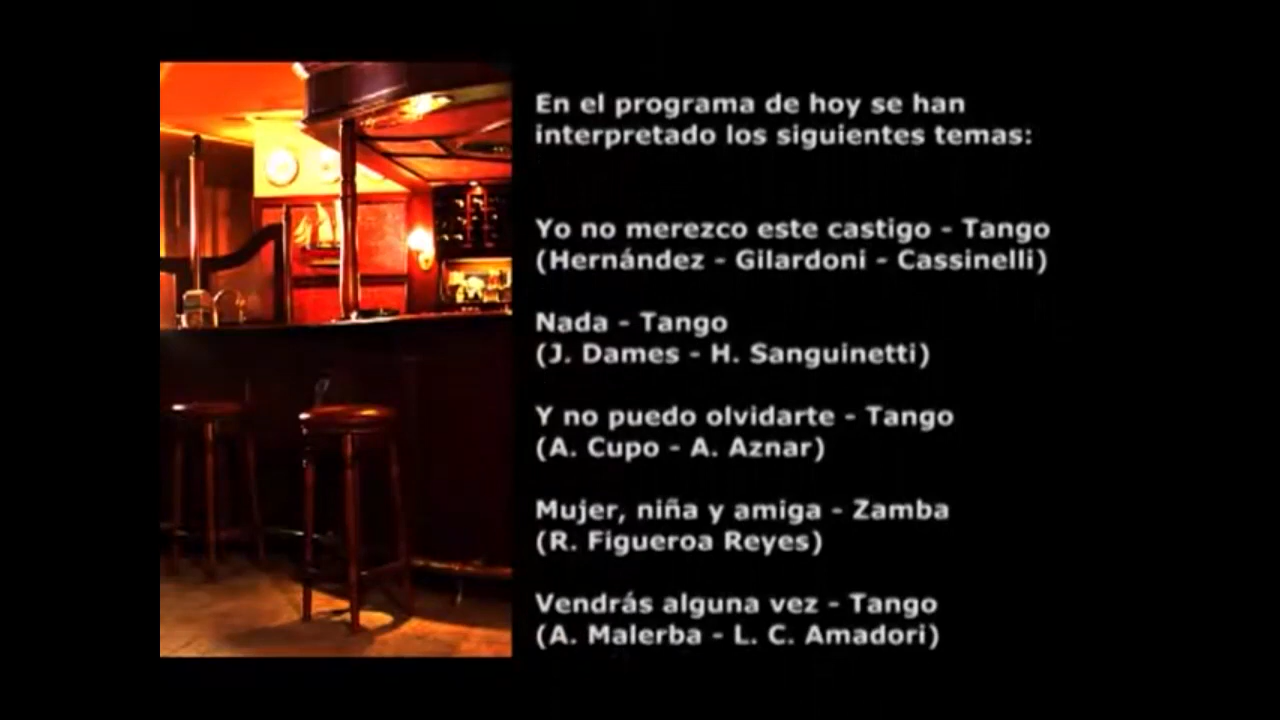 En el programa de hoy se han
interpretado los siguientes temas:
Yo no merezco este castigo - Tango
(Hernández - Gilardoni - Cassinelli)
Nada - Tango
(J. Dames - H. Sanguinetti)
Y no puedo olvidarte - Tango
(A. Cupo - A. Aznar)
Mujer, niña y amiga - Zamba
(R. Figueroa Reyes)
Vendrás alguna vez - Tango
(A. Malerba - L. C. Amadori)